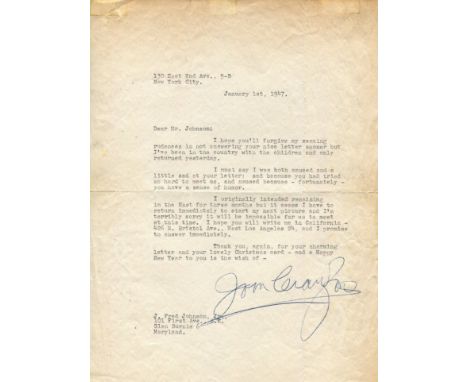 130 East End Ave., 5-D
New York City.
January 1st, 1947.
Dear Mr. Johnson:
I hope you'll forgive my seeming
rudeness in not answering your nice letter sooner but
I've been in the country with the children and only
returned yesterday.
I must say I was both amused and a
little sad at your letter; sad because you had tried
so hard to meet me, and amused because - fortunately -
you have a sense of humor.
I originally intended remaining
in the East for three months but it seems I have to
return immediately to start my next picture and I'm
terribly sorry it will be impossible for us to meet
at this time. I hope you will write me in California -
426 N. Bristol Ave., West Los Angeles 24, and I promise
to answer immediately.
Thank you, again, for your charming
letter and your lovely Christmas card - and a Happy
New Year to you is the wish of -
Joan Crawford
J. Fred Johnson,
101 First Ave.,
Glen Burnie
Maryland.